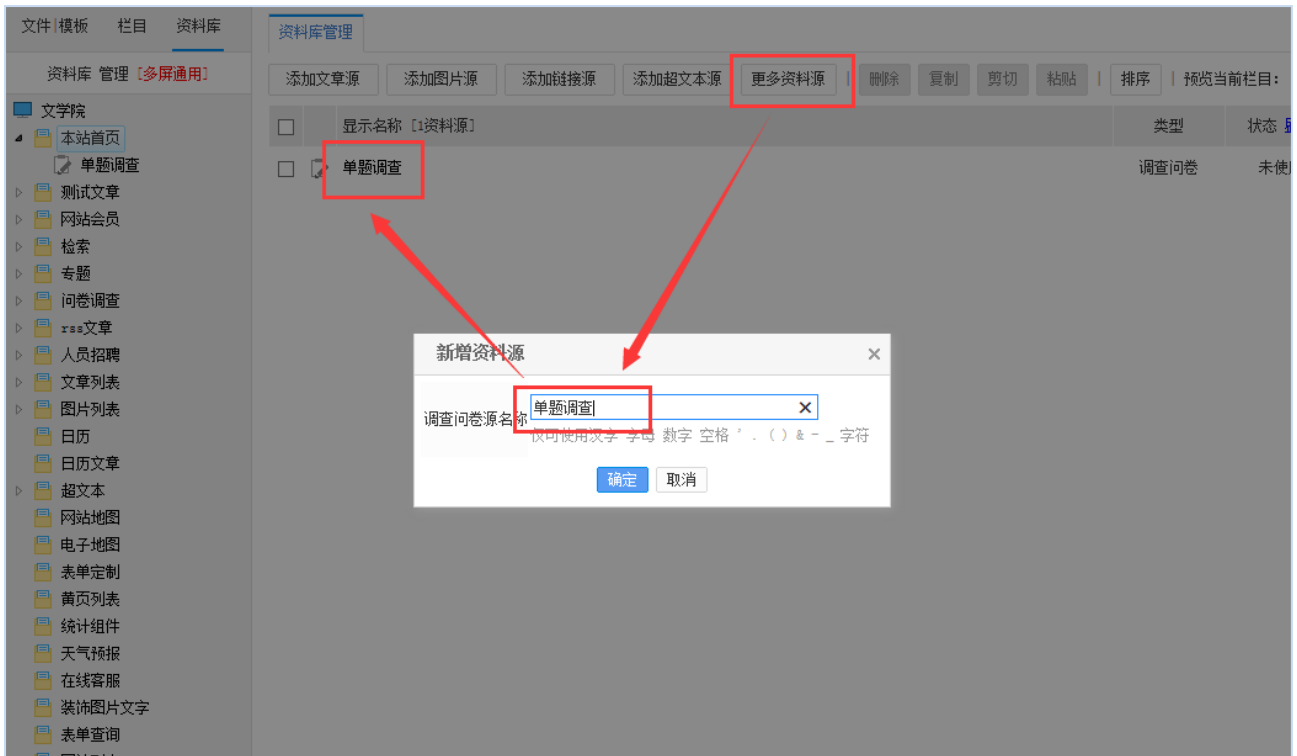 文件|模板 栏目 资料库
资料库 管理 [多屏通用]
文学院
本站首页
单题调查
测试文章
网站会员
检索
专题
问卷调查
rss文章
人员招聘
文章列表
图片列表
日历
日历文章
超文本
网站地图
电子地图
表单定制
黄页列表
统计组件
天气预报
在线客服
装饰图片文字
表单查询
资料库管理
添加文章源 添加图片源 添加链接源 添加超文本源 更多资料源 | 删除 复制 剪切 粘贴 | 排序 | 预览当前栏目:
显示名称 [1资料源] 类型 状态
单题调查 调查问卷 未使
新增资料源 ×
调查问卷源名称 单题调查 ×
仅可使用汉字 字母 数字 空格 ' . ( ) & - _ 字符
确定 取消